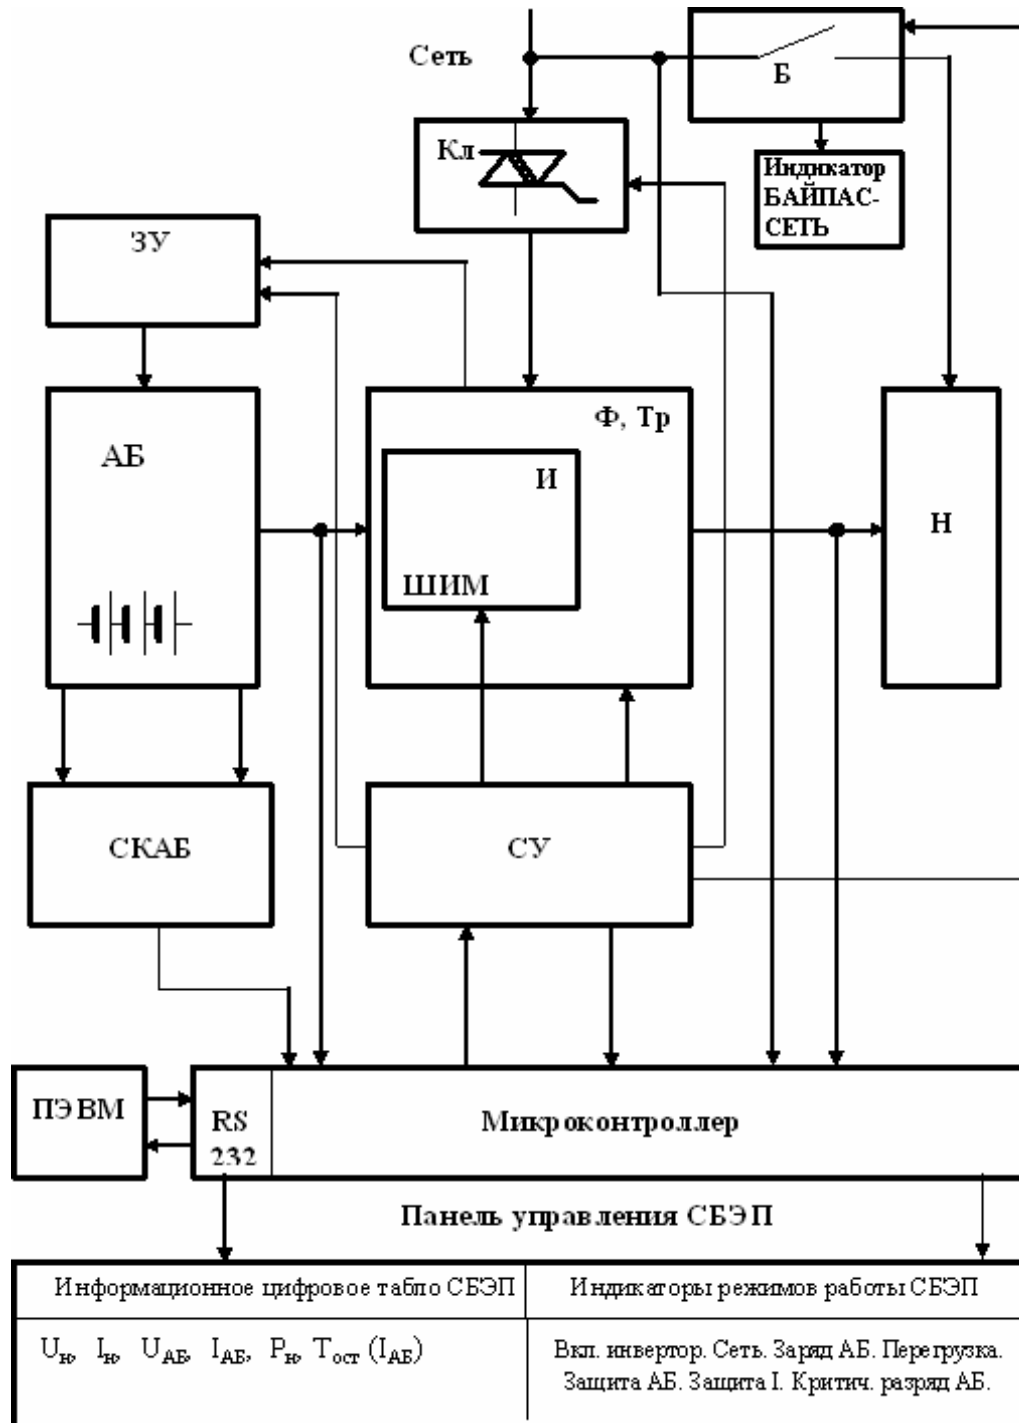 Сеть
Б
Кл
Индикатор
БАЙПАС-
СЕТЬ
ЗУ
АБ
Ф, Тр
И
ШИМ
Н
СКАБ
СУ
ПЭВМ
RS
232
Микроконтроллер
Панель управления СБЭП
Информационное цифровое табло СБЭП
Индикаторы режимов работы СБЭП
Uн, Iн, UАБ, IАБ, Pн, Tост (IАБ)
Вкл. инвертор. Сеть. Заряд АБ. Перегрузка.
Защита АБ. Защита I. Критич. разряд АБ.